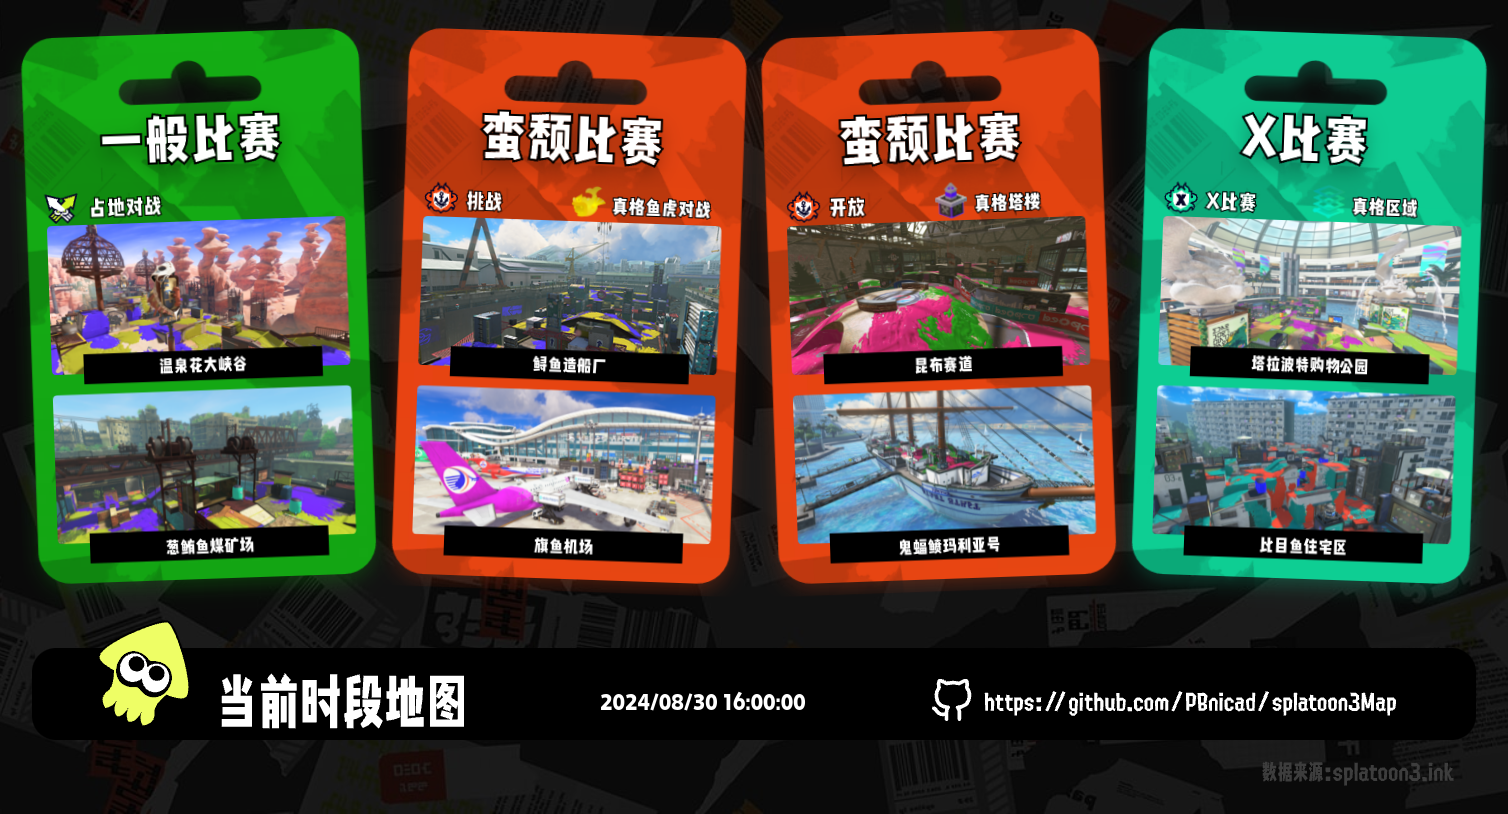 一般比赛
占地对战
温泉花大峡谷
葱鲔鱼煤矿场
蛮颓比赛
挑战
真格鱼虎对战
鲟鱼造船厂
旗鱼机场
蛮颓比赛
开放
真格塔楼
昆布赛道
鬼蝠鲼玛利亚号
X比赛
X比赛
真格区域
塔拉波特购物公园
比目鱼住宅区
当前时段地图
2024/08/30 16:00:00
https://github.com/PBnicad/splatoon3Map
数据来源:splatoon3.ink